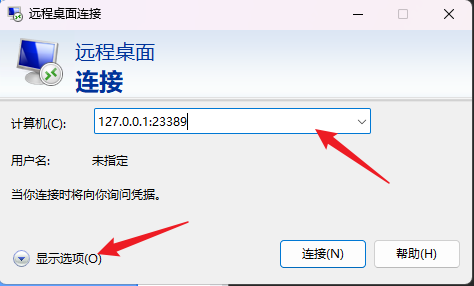 远程桌面连接
远程桌面
连接
计算机(C):
127.0.0.1:23389
用户名:
未指定
当你连接时将向你询问凭据。
显示选项(O)
连接(N)
帮助(H)